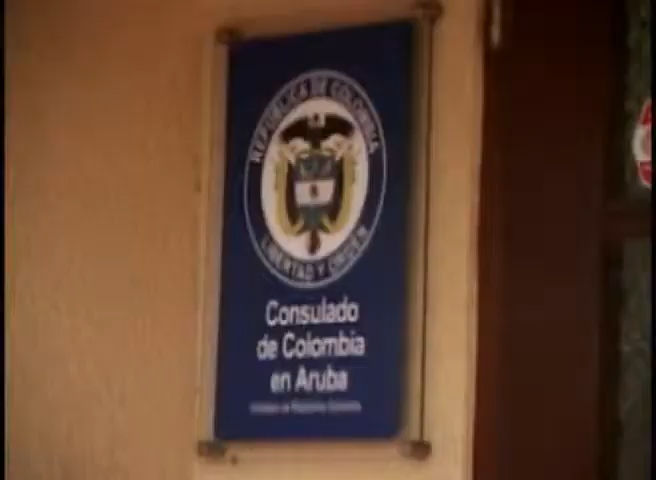 REPUBLICA DE COLOMBIA
LIBERTAD Y ORDEN
Consulado
de Colombia
en Aruba